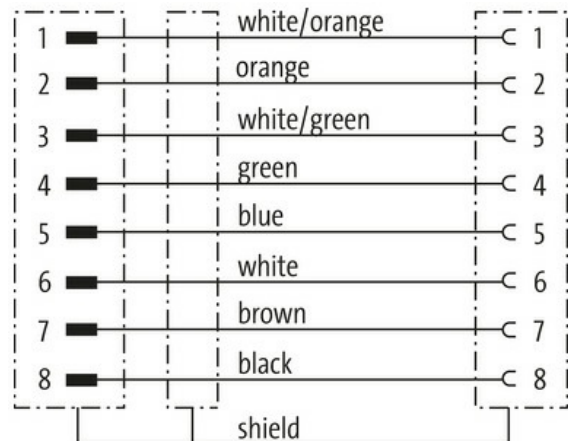 1 white/orange 1
2 orange 2
3 white/green 3
4 green 4
5 blue 5
6 white 6
7 brown 7
8 black 8
shield